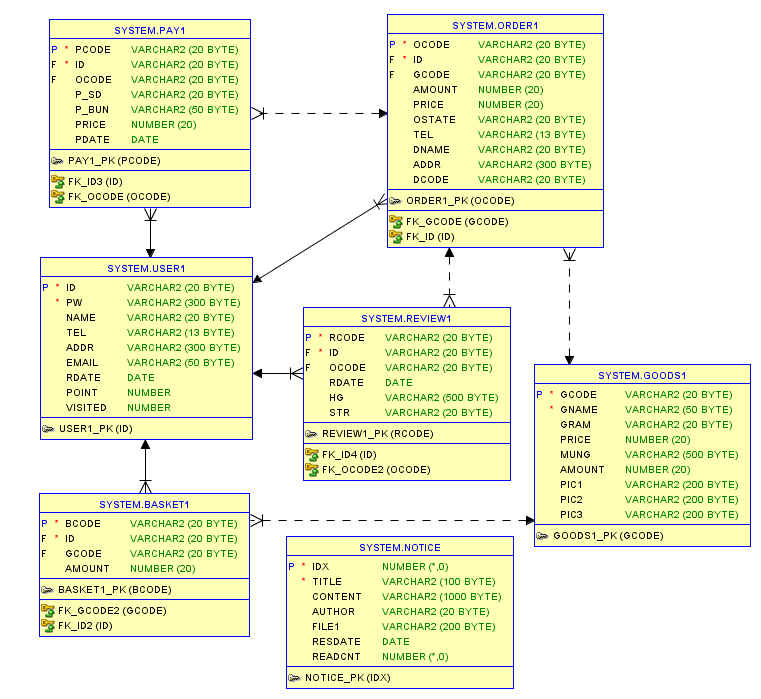 SYSTEM.PAY1
P * PCODE VARCHAR2 (20 BYTE)
F * ID VARCHAR2 (20 BYTE)
F OCODE VARCHAR2 (20 BYTE)
P_SD VARCHAR2 (20 BYTE)
P_BUN VARCHAR2 (50 BYTE)
PRICE NUMBER (20)
PDATE DATE
PAY1_PK (PCODE)
FK_ID3 (ID)
FK_OCODE (OCODE)
SYSTEM.ORDER1
P * OCODE VARCHAR2 (20 BYTE)
F * ID VARCHAR2 (20 BYTE)
F GCODE VARCHAR2 (20 BYTE)
AMOUNT NUMBER (20)
PRICE NUMBER (20)
OSTATE VARCHAR2 (20 BYTE)
TEL VARCHAR2 (13 BYTE)
DNAME VARCHAR2 (20 BYTE)
ADDR VARCHAR2 (300 BYTE)
DCODE VARCHAR2 (20 BYTE)
ORDER1_PK (OCODE)
FK_GCODE (GCODE)
FK_ID (ID)
SYSTEM.USER1
P * ID VARCHAR2 (20 BYTE)
* PW VARCHAR2 (300 BYTE)
NAME VARCHAR2 (20 BYTE)
TEL VARCHAR2 (13 BYTE)
ADDR VARCHAR2 (300 BYTE)
EMAIL VARCHAR2 (50 BYTE)
RDATE DATE
POINT NUMBER
VISITED NUMBER
USER1_PK (ID)
SYSTEM.REVIEW1
P * RCODE VARCHAR2 (20 BYTE)
F * ID VARCHAR2 (20 BYTE)
F OCODE VARCHAR2 (20 BYTE)
RDATE DATE
HG VARCHAR2 (500 BYTE)
STR VARCHAR2 (20 BYTE)
REVIEW1_PK (RCODE)
FK_ID4 (ID)
FK_OCODE2 (OCODE)
SYSTEM.GOODS1
P * GCODE VARCHAR2 (20 BYTE)
* GNAME VARCHAR2 (50 BYTE)
GRAM VARCHAR2 (20 BYTE)
PRICE NUMBER (20)
MUNG VARCHAR2 (500 BYTE)
AMOUNT NUMBER (20)
PIC1 VARCHAR2 (200 BYTE)
PIC2 VARCHAR2 (200 BYTE)
PIC3 VARCHAR2 (200 BYTE)
GOODS1_PK (GCODE)
SYSTEM.BASKET1
P * BCODE VARCHAR2 (20 BYTE)
F * ID VARCHAR2 (20 BYTE)
F GCODE VARCHAR2 (20 BYTE)
AMOUNT NUMBER (20)
BASKET1_PK (BCODE)
FK_GCODE2 (GCODE)
FK_ID2 (ID)
SYSTEM.NOTICE
P * IDX NUMBER (*,0)
* TITLE VARCHAR2 (100 BYTE)
CONTENT VARCHAR2 (1000 BYTE)
AUTHOR VARCHAR2 (20 BYTE)
FILE1 VARCHAR2 (200 BYTE)
RESDATE DATE
READCNT NUMBER (*,0)
NOTICE_PK (IDX)